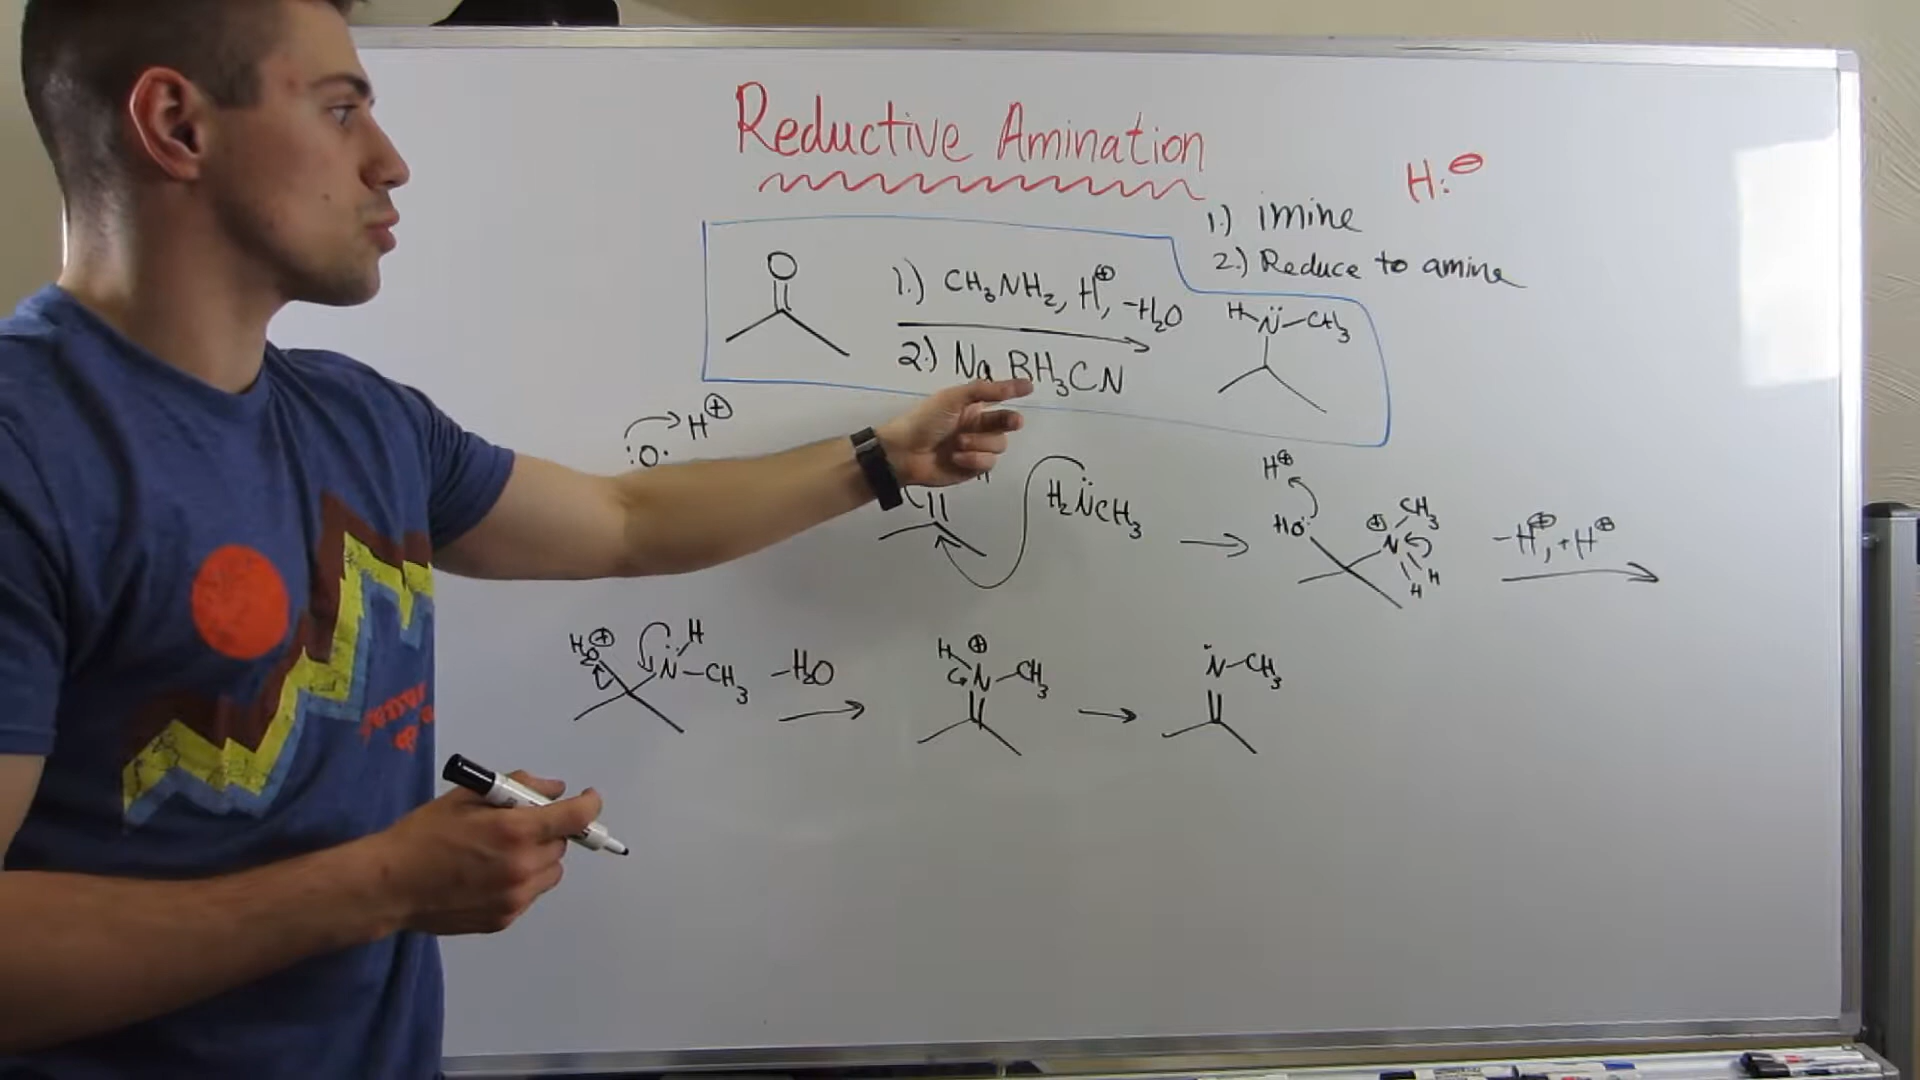 Reductive Amination
H:⊖
1.) imine
2.) Reduce to amine
O
1.) CH₃NH₂, H⊕, -H₂O
2.) NaBH₃CN
H-N̈-CH₃
H⊕
:O:
H
H₂N̈CH₃
H⊕
HO:
⊕ CH₃
N
H H
-H⊕, +H⊕
H₂O⊕
H
N̈-CH₃
-H₂O
H ⊕
N-CH₃
N̈-CH₃